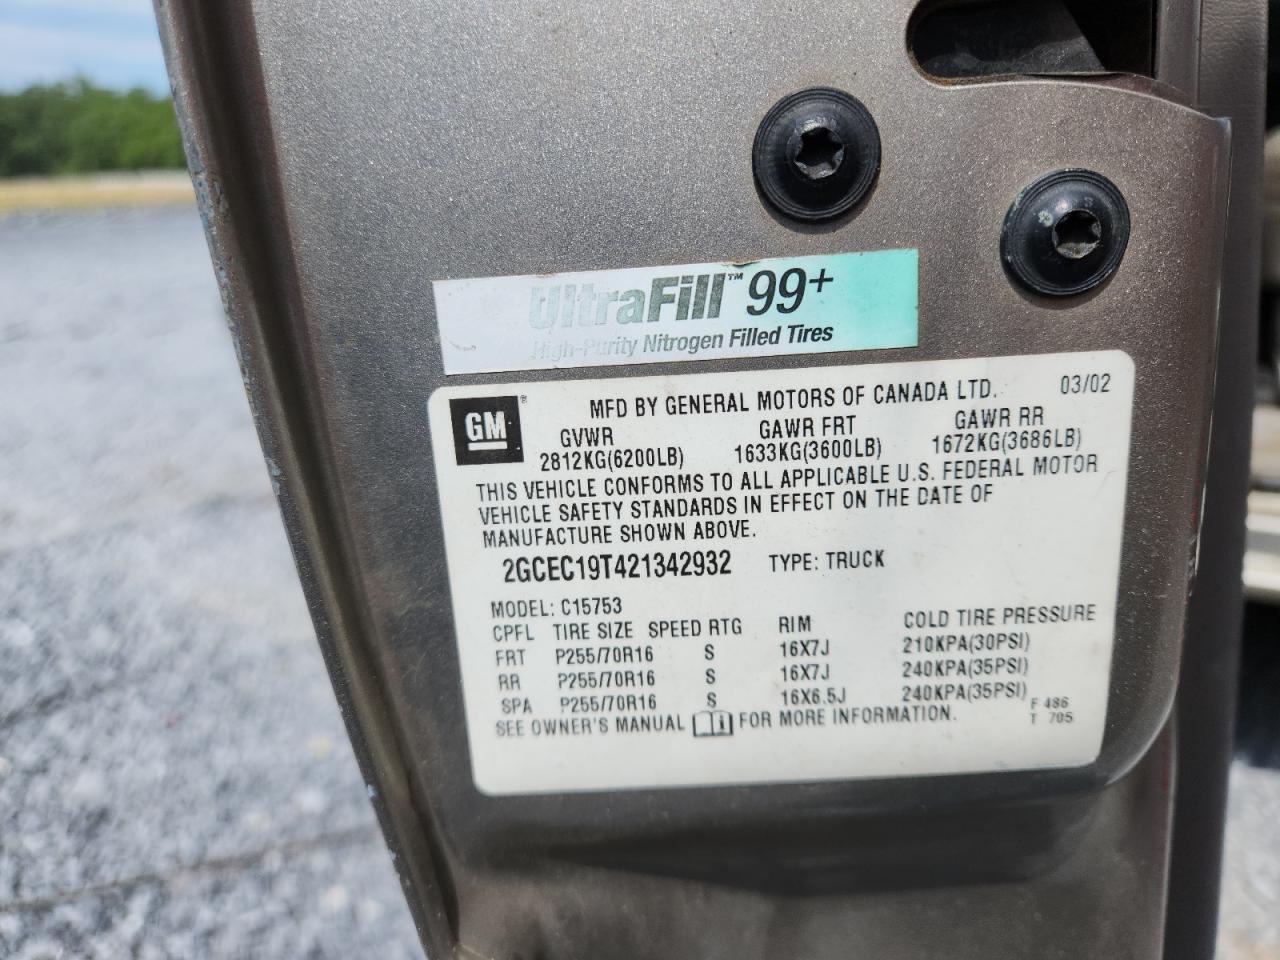 UltraFill™ 99+
High-Purity Nitrogen Filled Tires
GM® MFD BY GENERAL MOTORS OF CANADA LTD. 03/02
GVWR GAWR FRT GAWR RR
2812KG(6200LB) 1633KG(3600LB) 1672KG(3686LB)
THIS VEHICLE CONFORMS TO ALL APPLICABLE U.S. FEDERAL MOTOR
VEHICLE SAFETY STANDARDS IN EFFECT ON THE DATE OF
MANUFACTURE SHOWN ABOVE.
2GCEC19T421342932 TYPE: TRUCK
MODEL: C15753
CPFL TIRE SIZE SPEED RTG RIM COLD TIRE PRESSURE
FRT P255/70R16 S 16X7J 210KPA(30PSI)
RR P255/70R16 S 16X7J 240KPA(35PSI)
SPA P255/70R16 S 16X6.5J 240KPA(35PSI)
SEE OWNER'S MANUAL i FOR MORE INFORMATION.
F 486
T 705